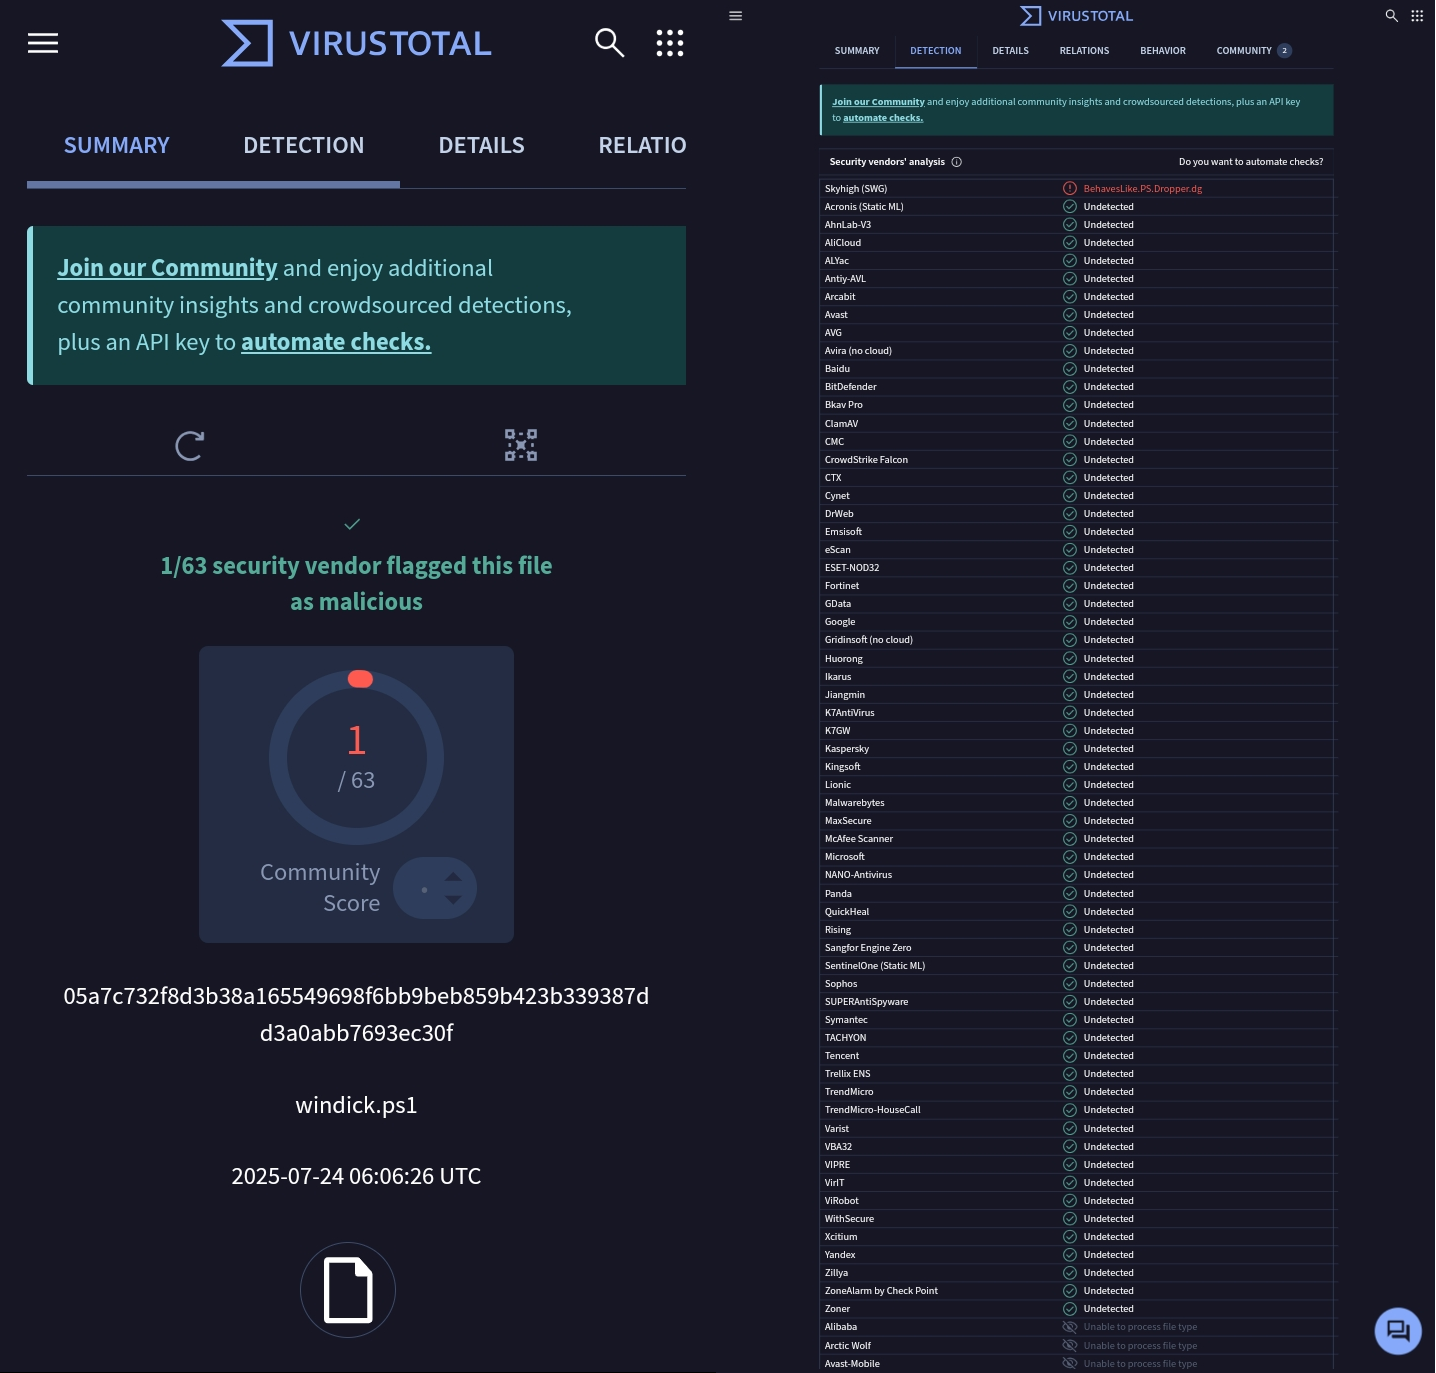 VIRUSTOTAL
SUMMARY DETECTION DETAILS RELATIO
Join our Community and enjoy additional
community insights and crowdsourced detections,
plus an API key to automate checks.
1/63 security vendor flagged this file
as malicious
1
/ 63
Community
Score
05a7c732f8d3b38a165549698f6bb9beb859b423b339387d
d3a0abb7693ec30f
windick.ps1
2025-07-24 06:06:26 UTC
VIRUSTOTAL
SUMMARY DETECTION DETAILS RELATIONS BEHAVIOR COMMUNITY 2
Join our Community and enjoy additional community insights and crowdsourced detections, plus an API key
to automate checks.
Security vendors' analysis Do you want to automate checks?
Skyhigh (SWG) BehavesLike.PS.Dropper.dg
Acronis (Static ML) Undetected
AhnLab-V3 Undetected
AliCloud Undetected
ALYac Undetected
Antiy-AVL Undetected
Arcabit Undetected
Avast Undetected
AVG Undetected
Avira (no cloud) Undetected
Baidu Undetected
BitDefender Undetected
Bkav Pro Undetected
ClamAV Undetected
CMC Undetected
CrowdStrike Falcon Undetected
CTX Undetected
Cynet Undetected
DrWeb Undetected
Emsisoft Undetected
eScan Undetected
ESET-NOD32 Undetected
Fortinet Undetected
GData Undetected
Google Undetected
Gridinsoft (no cloud) Undetected
Huorong Undetected
Ikarus Undetected
Jiangmin Undetected
K7AntiVirus Undetected
K7GW Undetected
Kaspersky Undetected
Kingsoft Undetected
Lionic Undetected
Malwarebytes Undetected
MaxSecure Undetected
McAfee Scanner Undetected
Microsoft Undetected
NANO-Antivirus Undetected
Panda Undetected
QuickHeal Undetected
Rising Undetected
Sangfor Engine Zero Undetected
SentinelOne (Static ML) Undetected
Sophos Undetected
SUPERAntiSpyware Undetected
Symantec Undetected
TACHYON Undetected
Tencent Undetected
Trellix ENS Undetected
TrendMicro Undetected
TrendMicro-HouseCall Undetected
Varist Undetected
VBA32 Undetected
VIPRE Undetected
VirIT Undetected
ViRobot Undetected
WithSecure Undetected
Xcitium Undetected
Yandex Undetected
Zillya Undetected
ZoneAlarm by Check Point Undetected
Zoner Undetected
Alibaba Unable to process file type
Arctic Wolf Unable to process file type
Avast-Mobile Unable to process file type